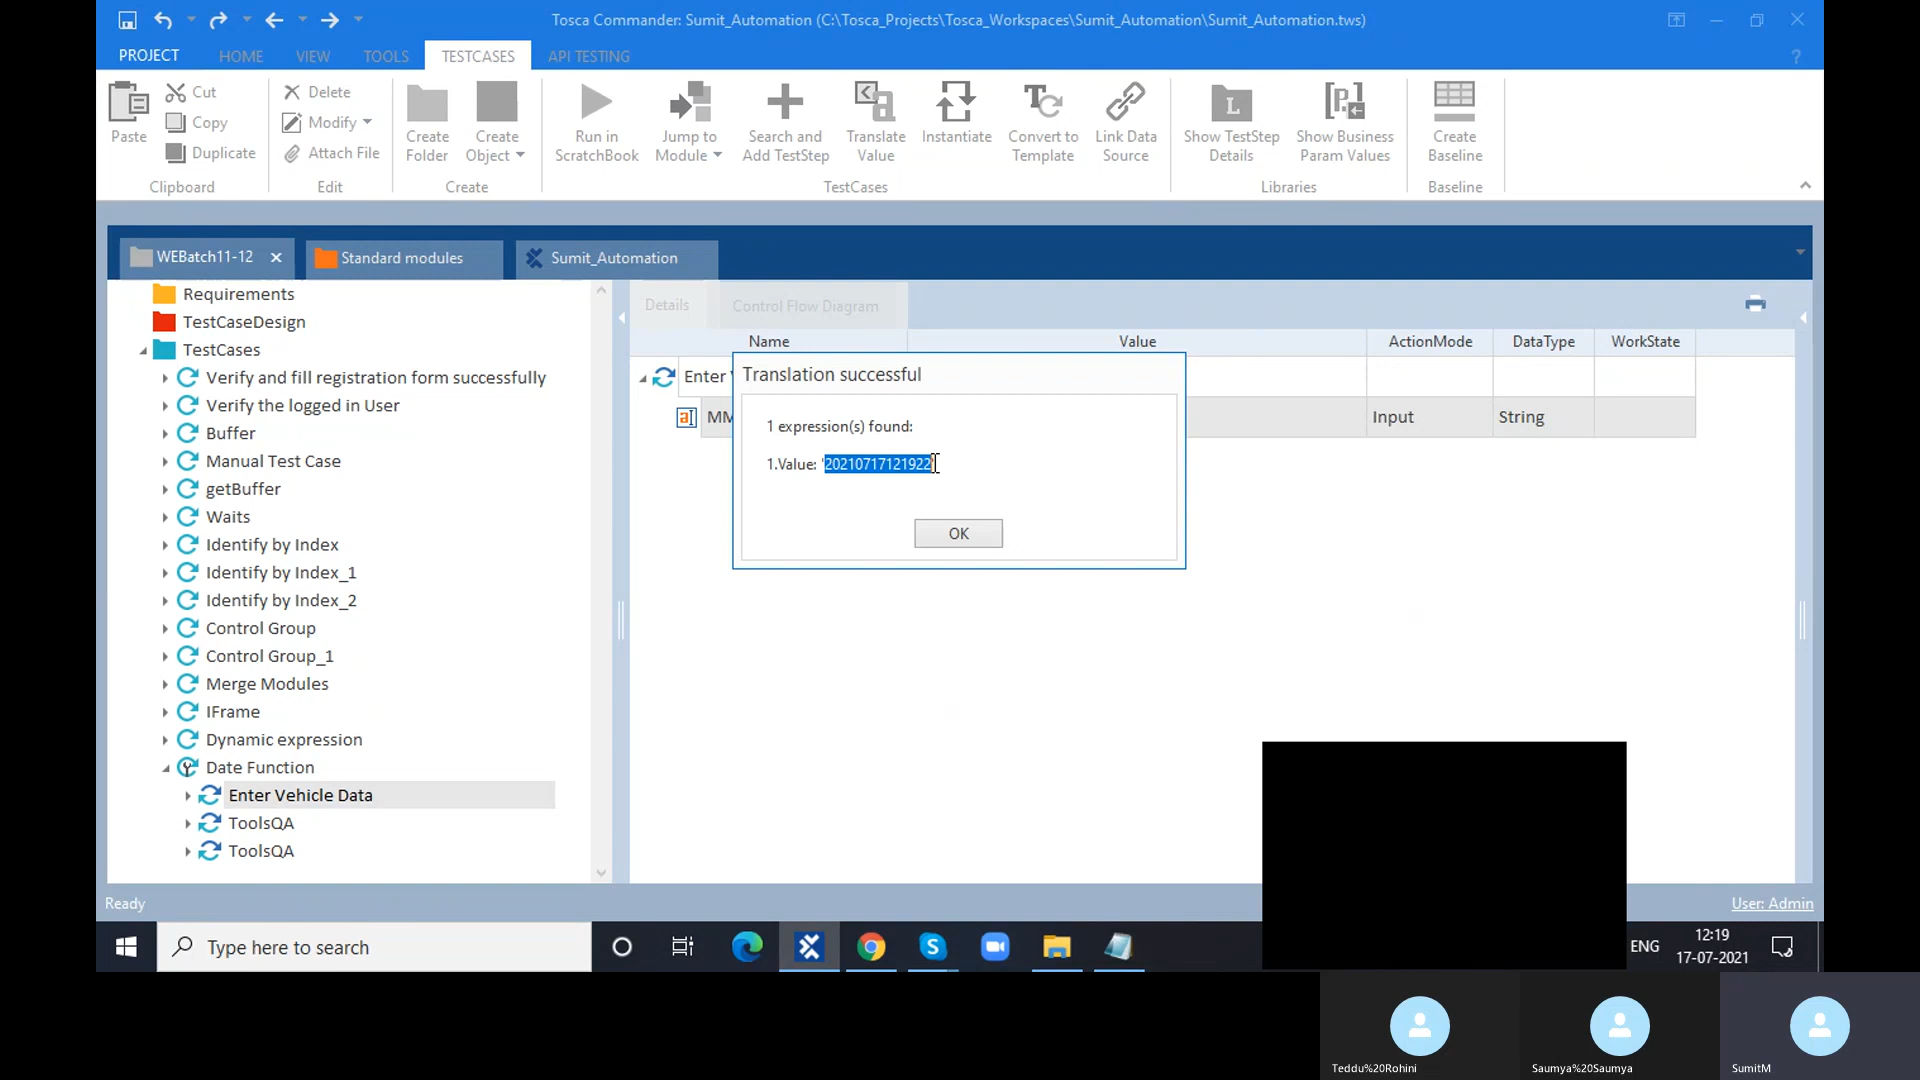 Tosca Commander: Sumit_Automation (C:\Tosca_Projects\Tosca_Workspaces\Sumit_Automation\Sumit_Automation.tws)
PROJECT HOME VIEW TOOLS TESTCASES API TESTING ?
Paste
Cut
Copy
Duplicate
Clipboard
Delete
Modify
Attach File
Edit
Create Folder
Create Object
Create
Run in ScratchBook
Jump to Module
Search and Add TestStep
Translate Value
Instantiate
Convert to Template
Link Data Source
TestCases
Show TestStep Details
Show Business Param Values
Libraries
Create Baseline
Baseline
WEBatch11-12 Standard modules Sumit_Automation
Requirements
TestCaseDesign
TestCases
Verify and fill registration form successfully
Verify the logged in User
Buffer
Manual Test Case
getBuffer
Waits
Identify by Index
Identify by Index_1
Identify by Index_2
Control Group
Control Group_1
Merge Modules
IFrame
Dynamic expression
Date Function
Enter Vehicle Data
ToolsQA
ToolsQA
Details Control Flow Diagram
Name Value ActionMode DataType WorkState
Enter
MM Input String
Translation successful
1 expression(s) found:
1.Value: '20210717121922'
OK
Ready
User: Admin
Type here to search
ENG
12:19
17-07-2021
Teddu%20Rohini
Saumya%20Saumya
SumitM